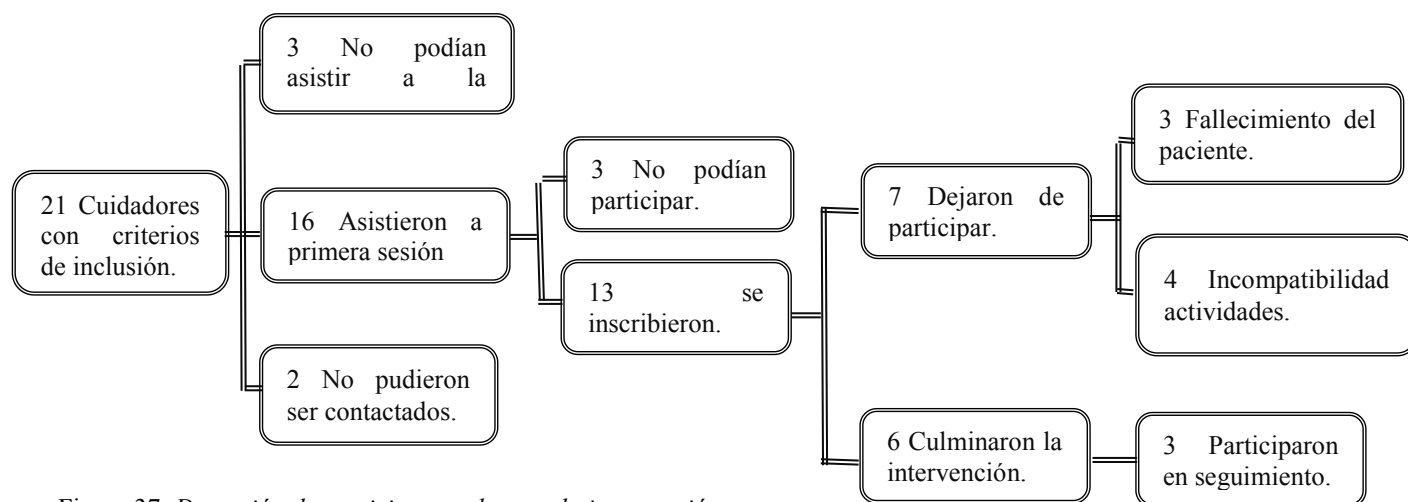 3 No podían
asistir a la
21 Cuidadores
con criterios
de inclusión.
16 Asistieron a
primera sesión
2 No pudieron
ser contactados.
3 No podían
participar.
13 se
inscribieron.
7 Dejaron de
participar.
6 Culminaron la
intervención.
3 Fallecimiento del
paciente.
4 Incompatibilidad
actividades.
3 Participaron
en seguimiento.